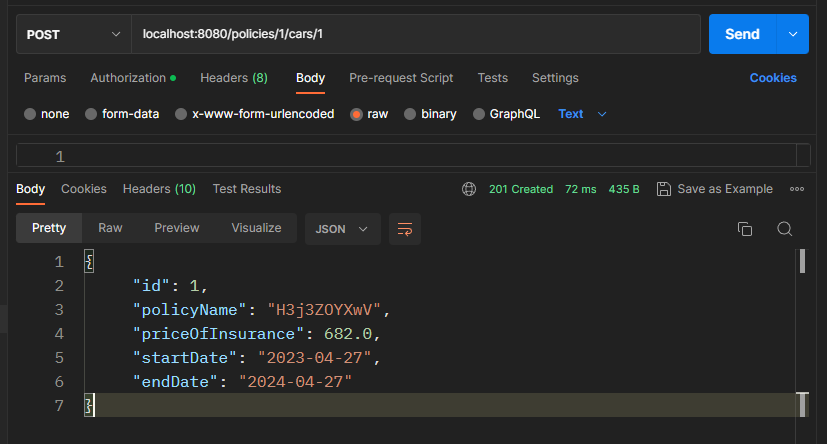 POST localhost:8080/policies/1/cars/1 Send
Params Authorization Headers (8) Body Pre-request Script Tests Settings Cookies
none form-data x-www-form-urlencoded raw binary GraphQL Text
1
Body Cookies Headers (10) Test Results 201 Created 72 ms 435 B Save as Example
Pretty Raw Preview Visualize JSON
1 {
2 "id": 1,
3 "policyName": "H3j3ZOYXwV",
4 "priceOfInsurance": 682.0,
5 "startDate": "2023-04-27",
6 "endDate": "2024-04-27"
7 }